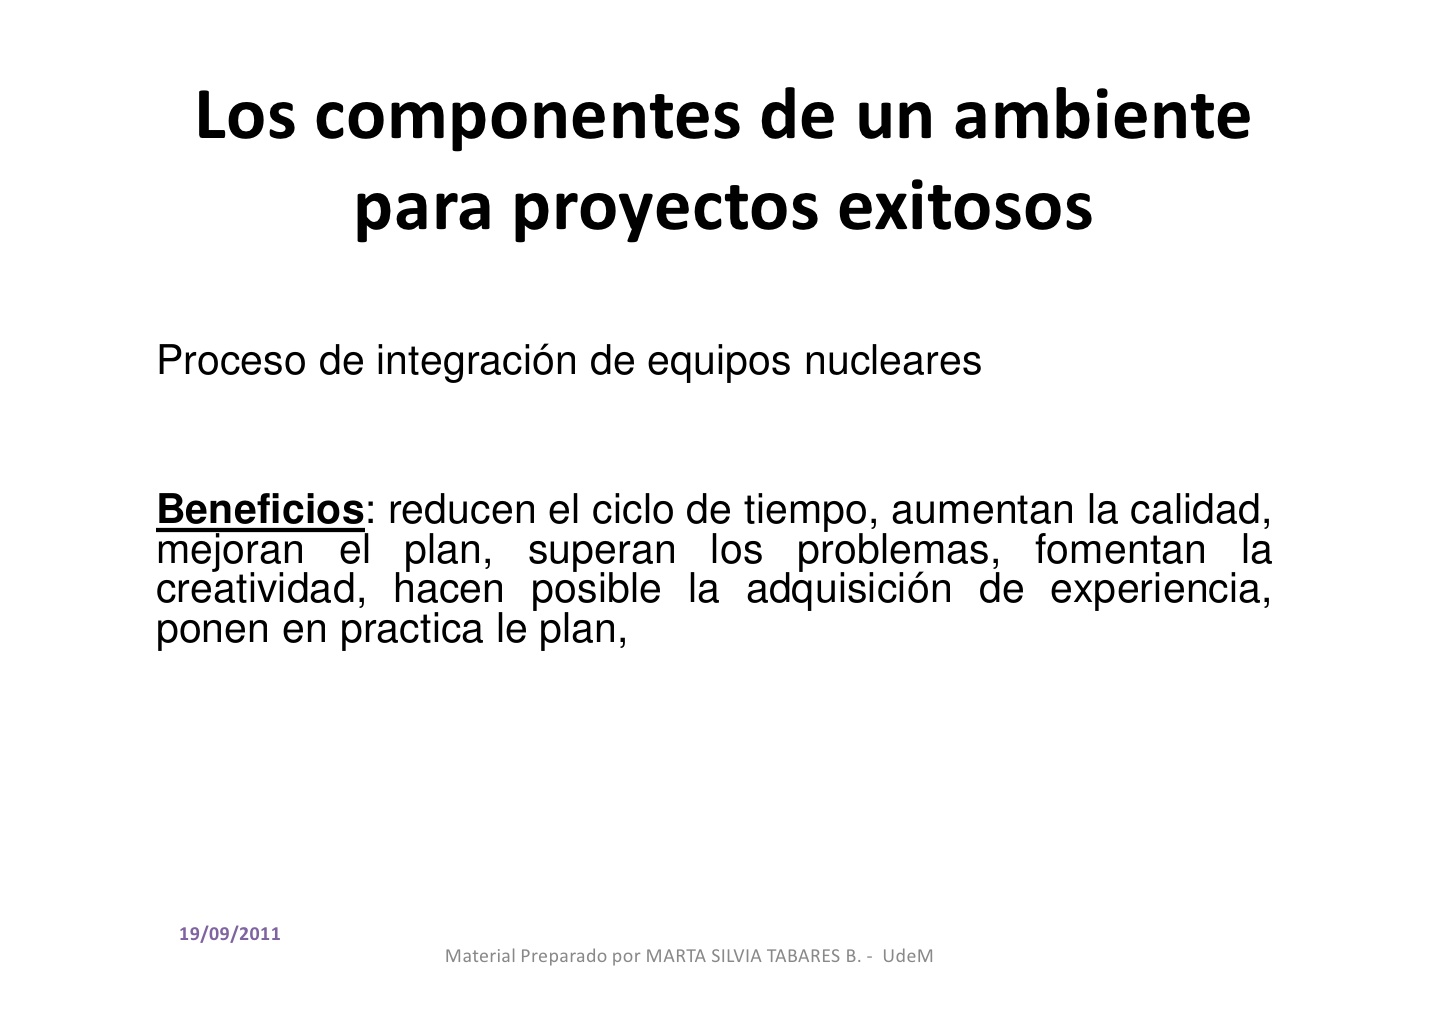 Los componentes de un ambiente
para proyectos exitosos
Proceso de integración de equipos nucleares
Beneficios: reducen el ciclo de tiempo, aumentan la calidad,
mejoran el plan, superan los problemas, fomentan la
creatividad, hacen posible la adquisición de experiencia,
ponen en practica le plan,
19/09/2011
Material Preparado por MARTA SILVIA TABARES B. - UdeM